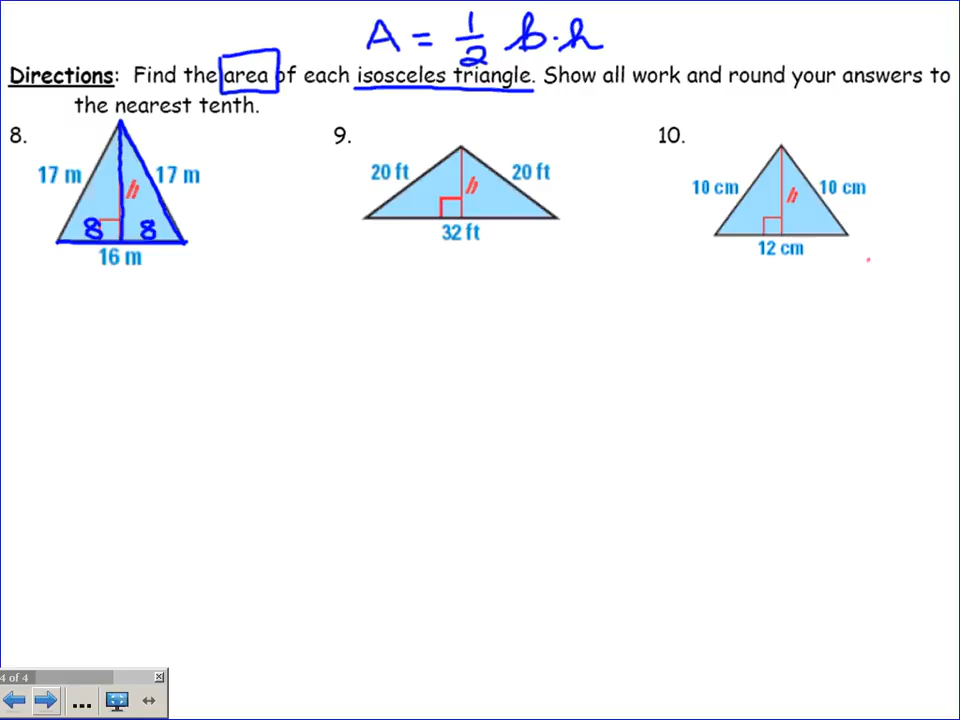 A = 1/2 b·h
Directions: Find the area of each isosceles triangle. Show all work and round your answers to
the nearest tenth.
8.
9.
10.
17 m
17 m
h
8
8
16 m
20 ft
20 ft
h
32 ft
10 cm
10 cm
h
12 cm
4 of 4
...